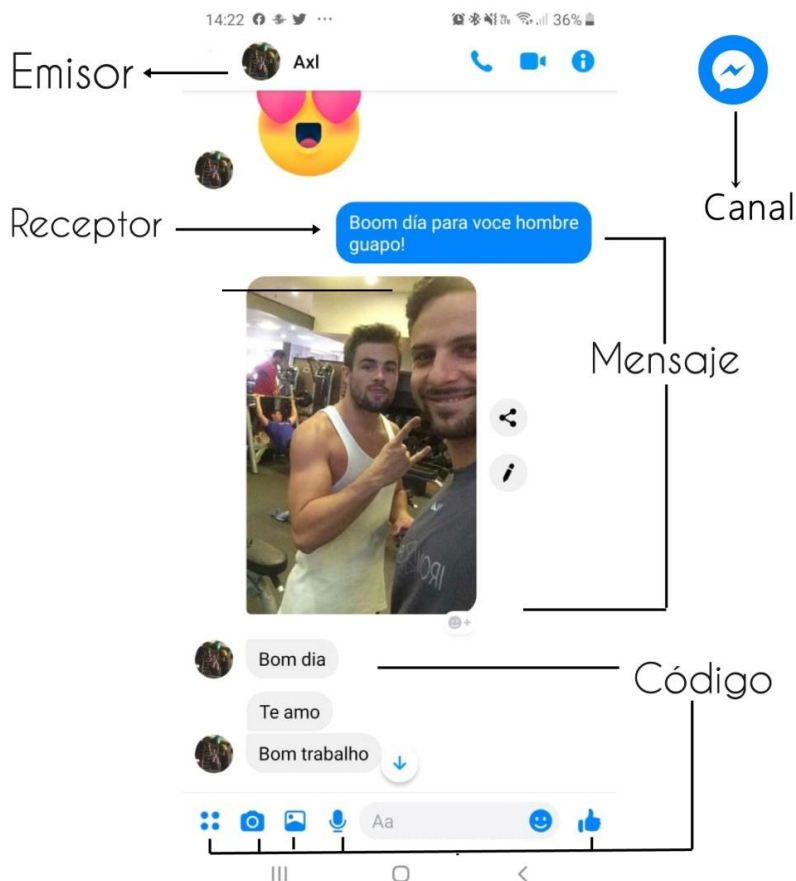 14:22
36%
Emisor
Axl
Canal
Receptor
Boom día para voce hombre
guapo!
Mensaje
Bom dia
Código
Te amo
Bom trabalho
Aa